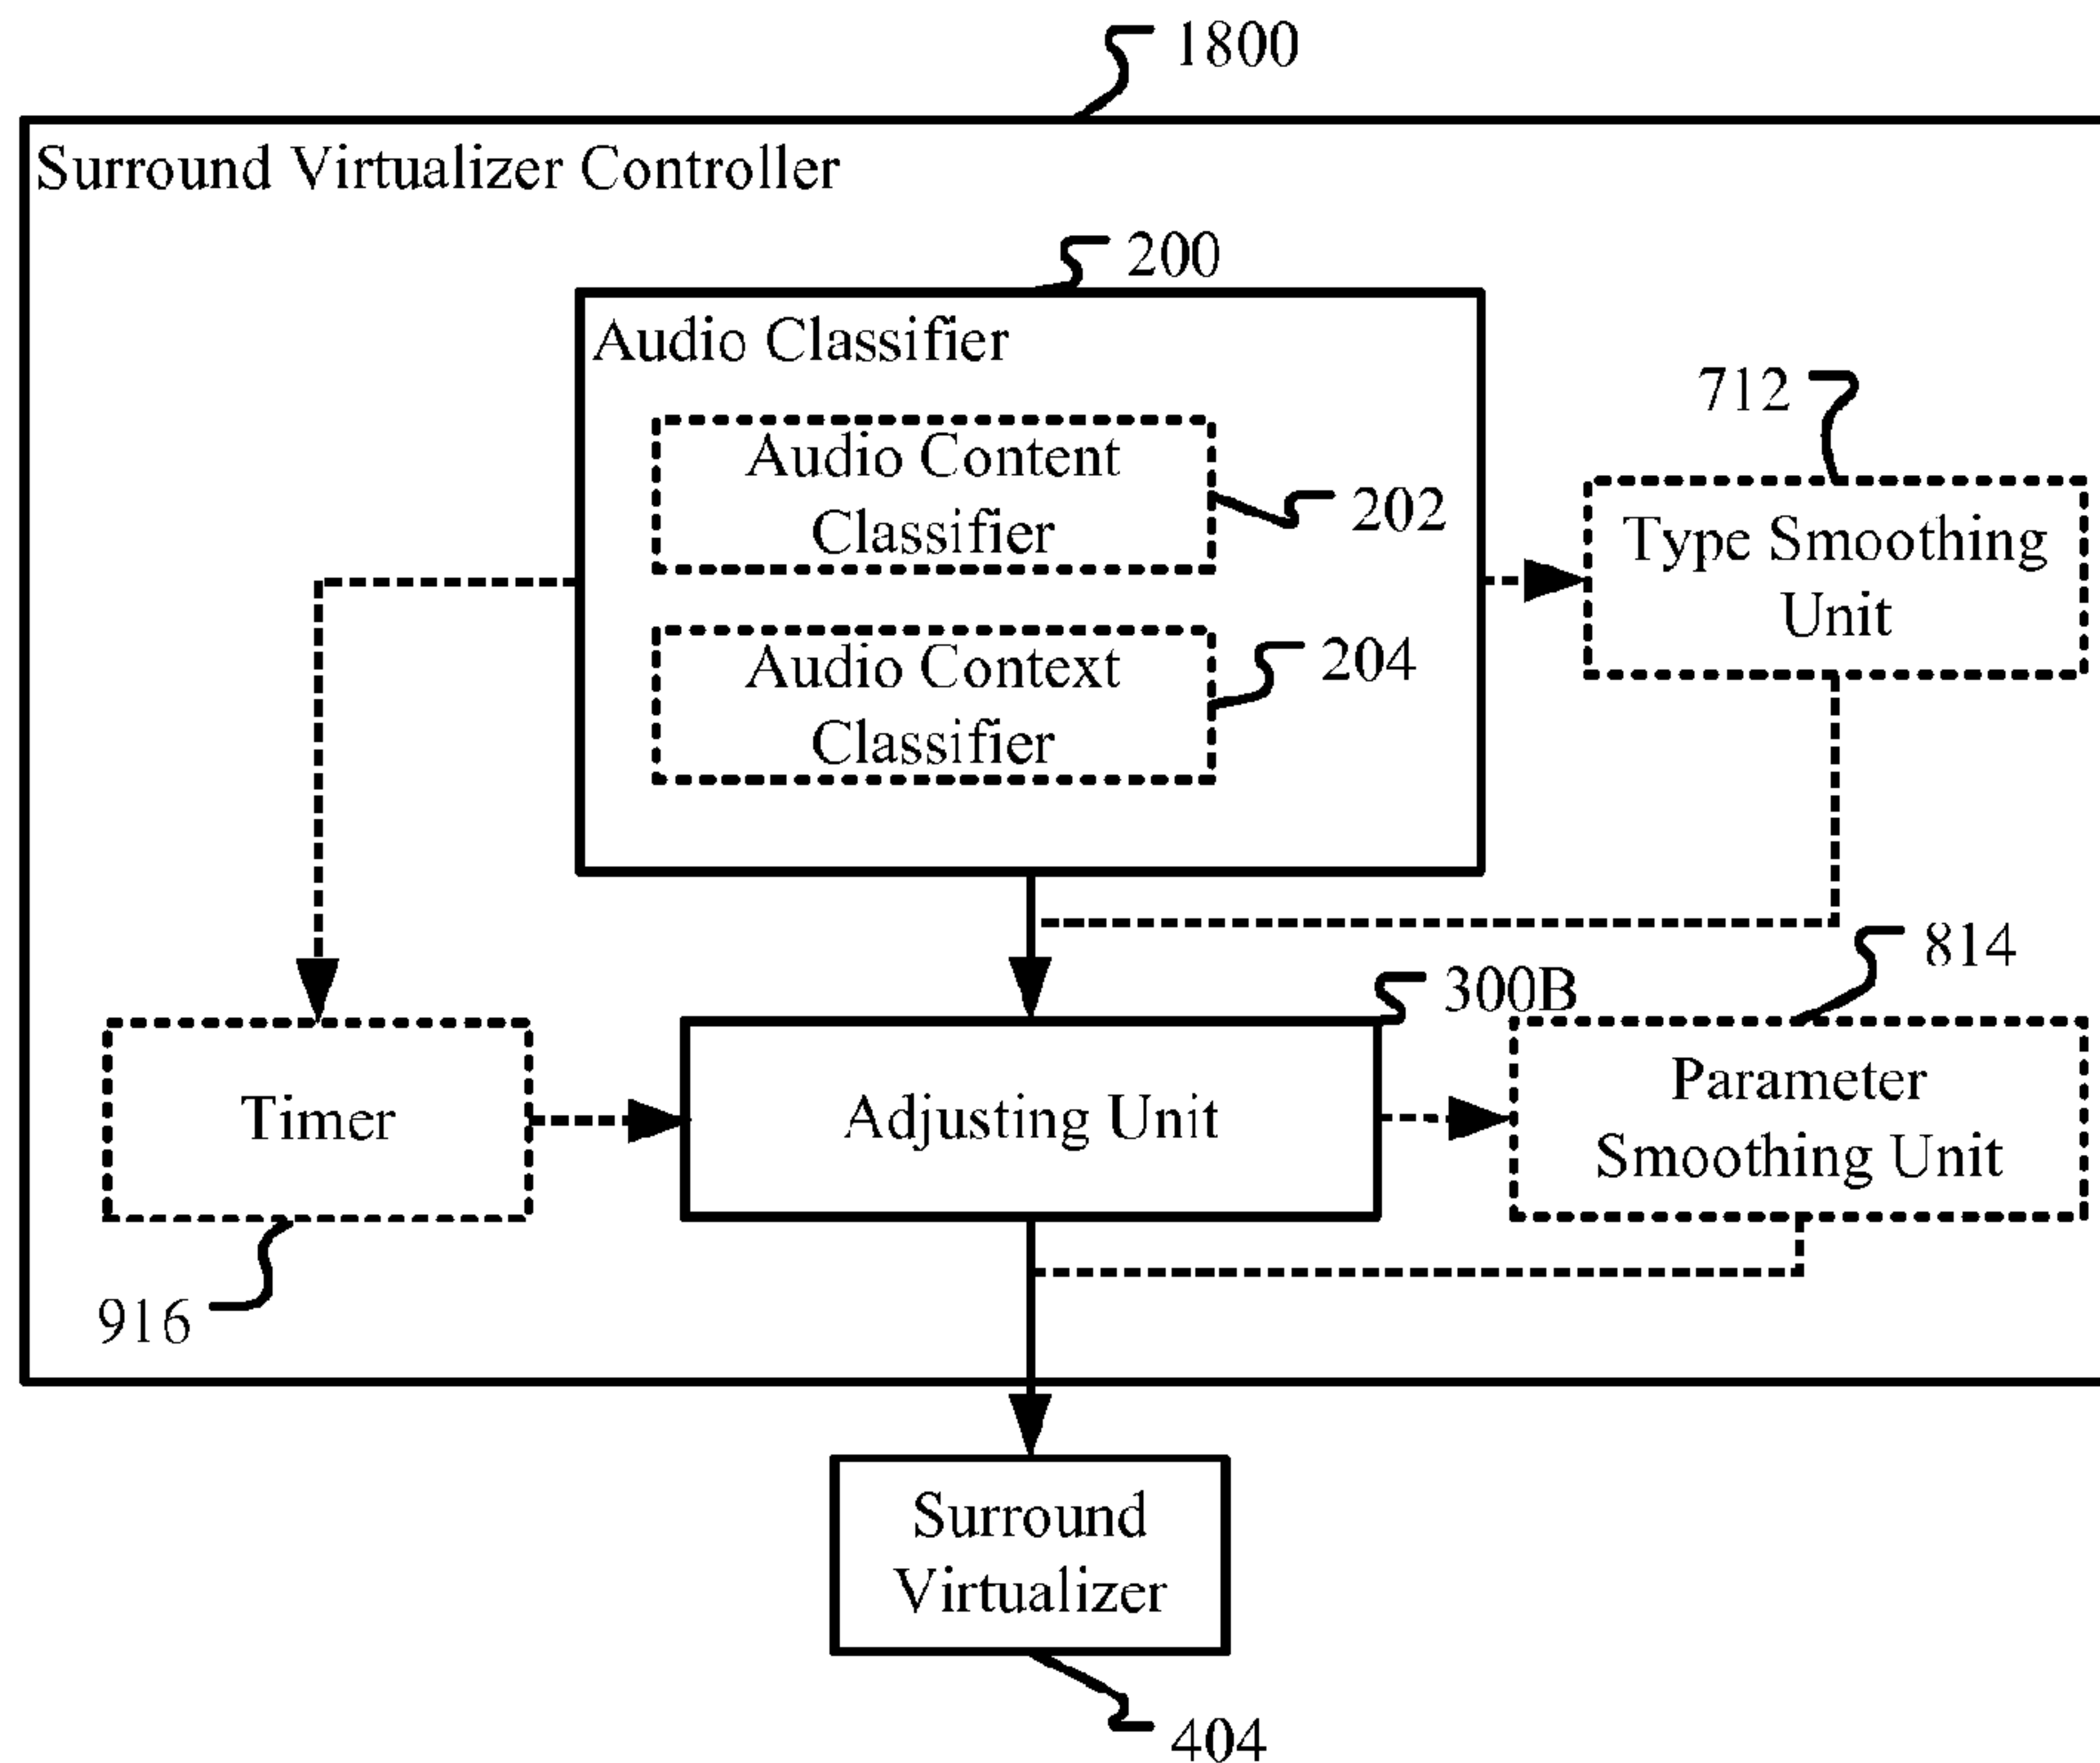 1800
Surround Virtualizer Controller
200
Audio Classifier
712
Audio Content
Classifier
202
Type Smoothing
Unit
Audio Context
Classifier
204
814
300B
Timer
Adjusting Unit
Parameter
Smoothing Unit
916
Surround
Virtualizer
404